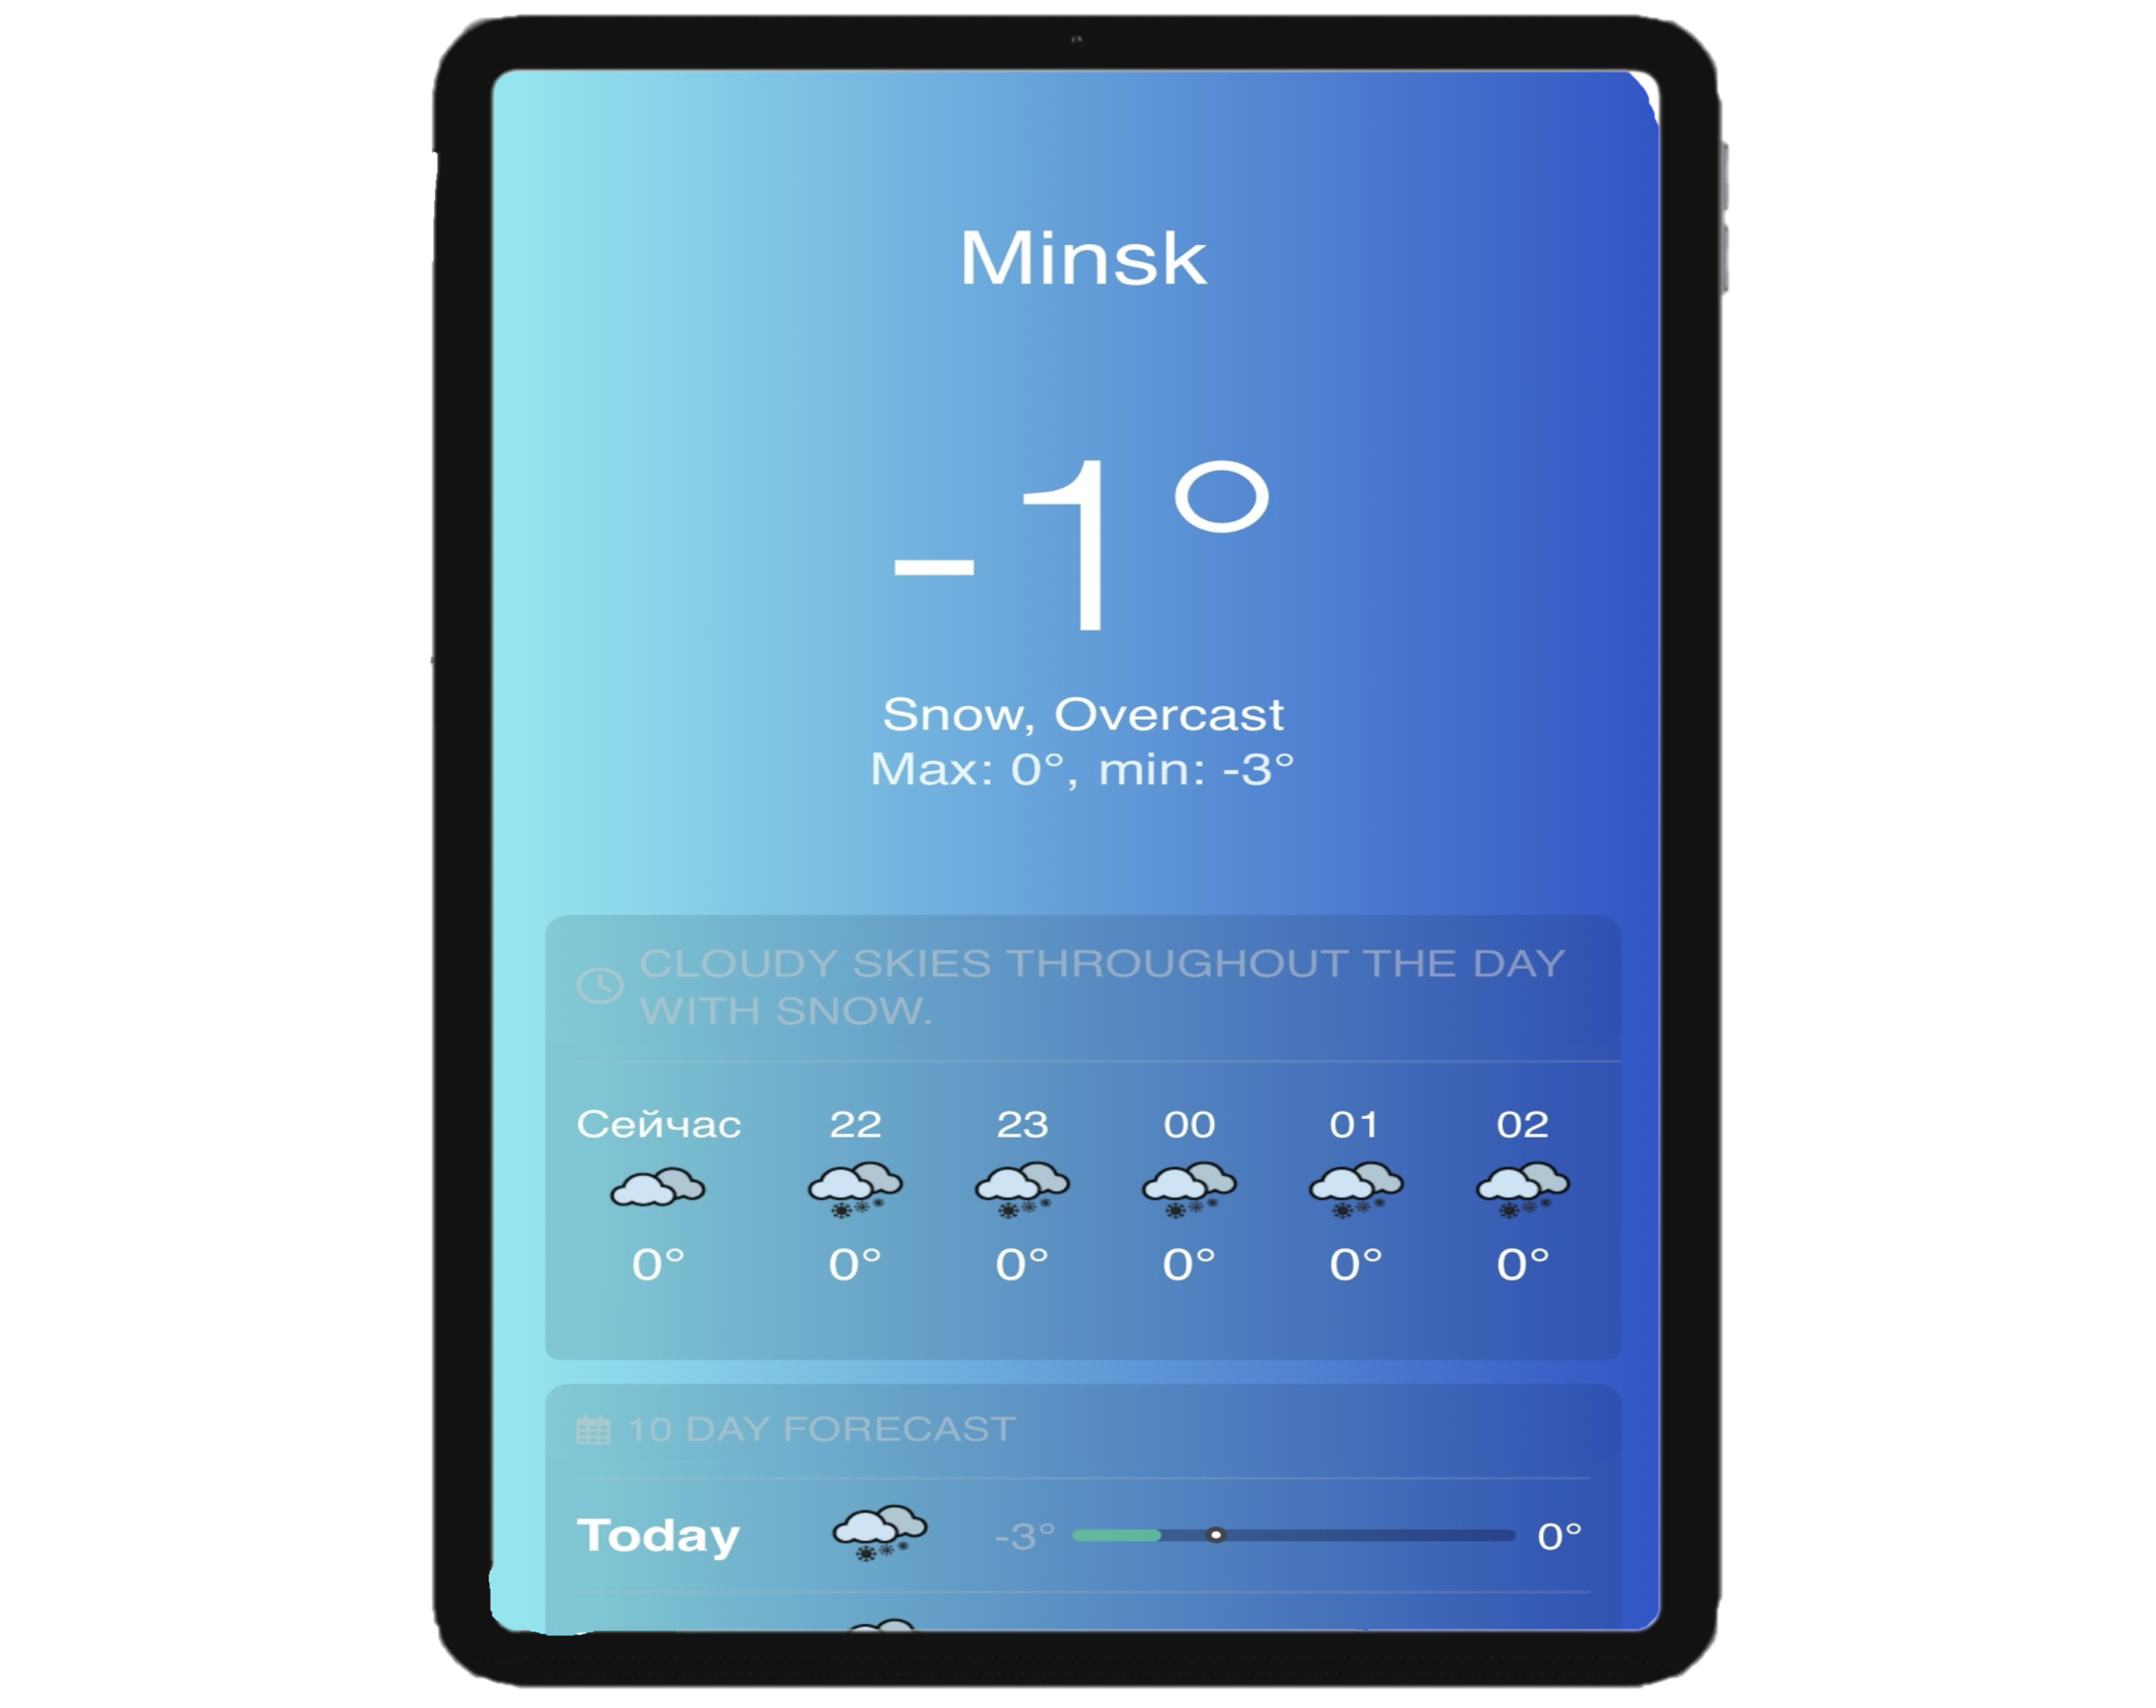 Minsk
-1°
Snow, Overcast
Max: 0°, min: -3°
CLOUDY SKIES THROUGHOUT THE DAY
WITH SNOW.
Сейчас 22 23 00 01 02
0° 0° 0° 0° 0° 0°
10 DAY FORECAST
Today -3° 0°